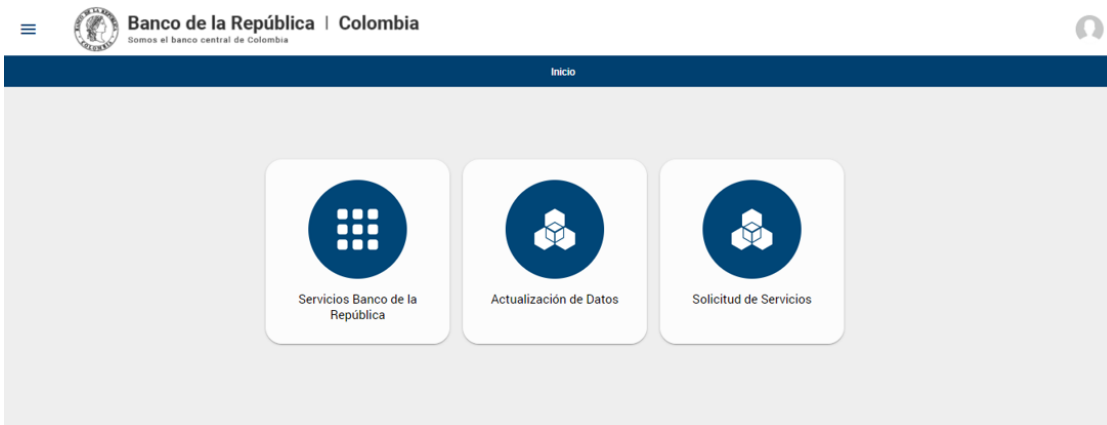 Banco de la República | Colombia
Somos el banco central de Colombia
Inicio
Servicios Banco de la
República
Actualización de Datos
Solicitud de Servicios